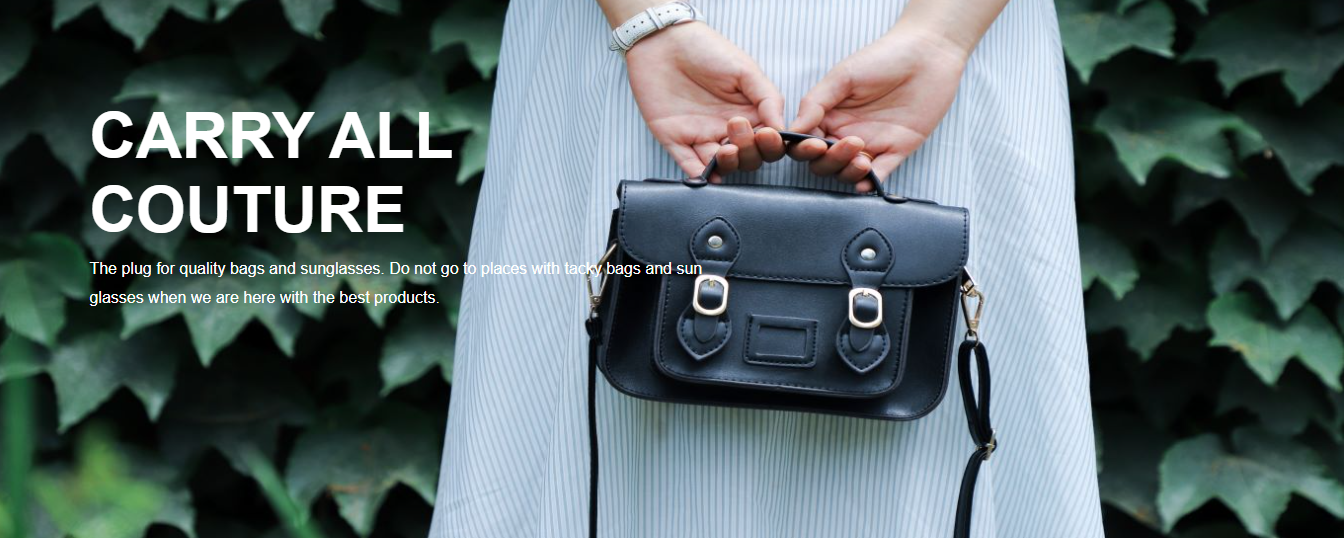 CARRY ALL
COUTURE
The plug for quality bags and sunglasses. Do not go to places with tacky bags and sun
glasses when we are here with the best products.